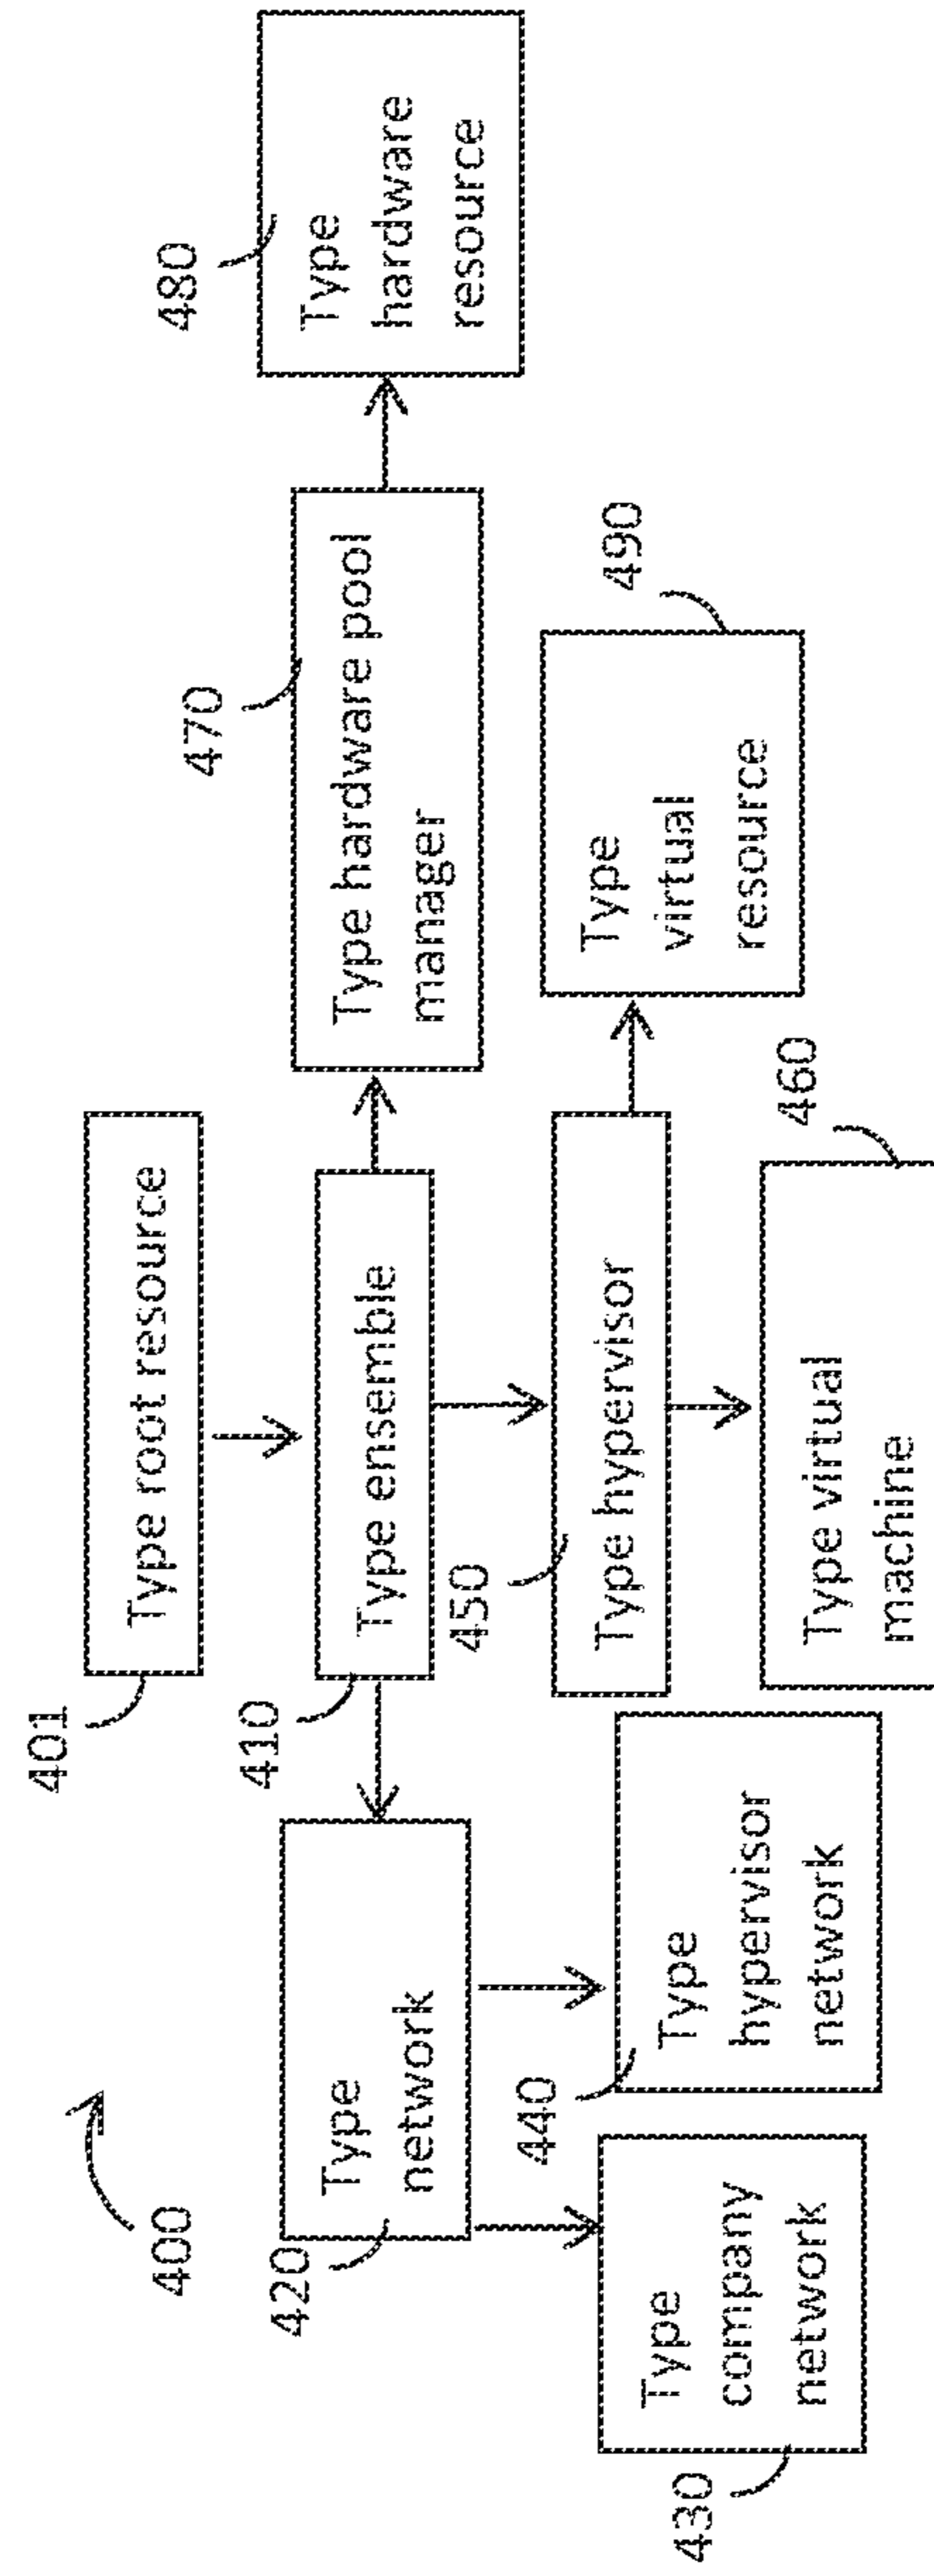 400
401
Type root resource
410
Type ensemble
420
Type
network
430
Type
company
network
440
Type
hypervisor
network
450
Type hypervisor
460
Type virtual
machine
470
Type hardware pool
manager
480
Type
hardware
resource
490
Type
virtual
resource